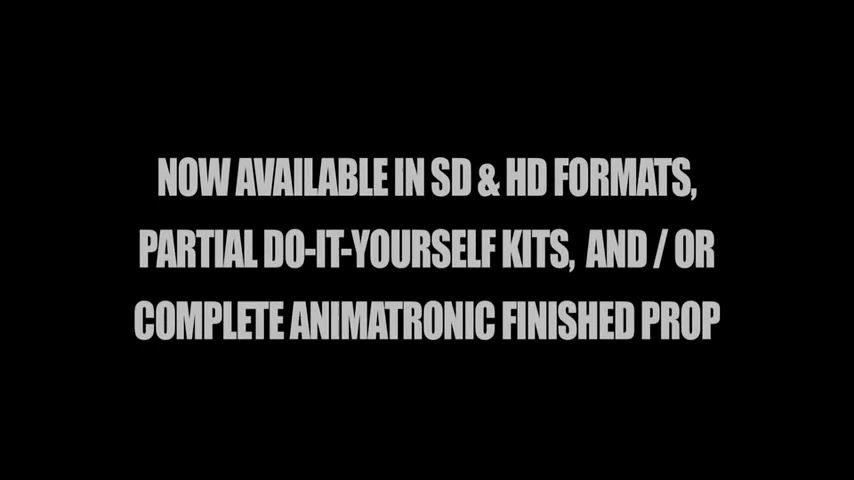 NOW AVAILABLE IN SD & HD FORMATS,
PARTIAL DO-IT-YOURSELF KITS, AND / OR
COMPLETE ANIMATRONIC FINISHED PROP